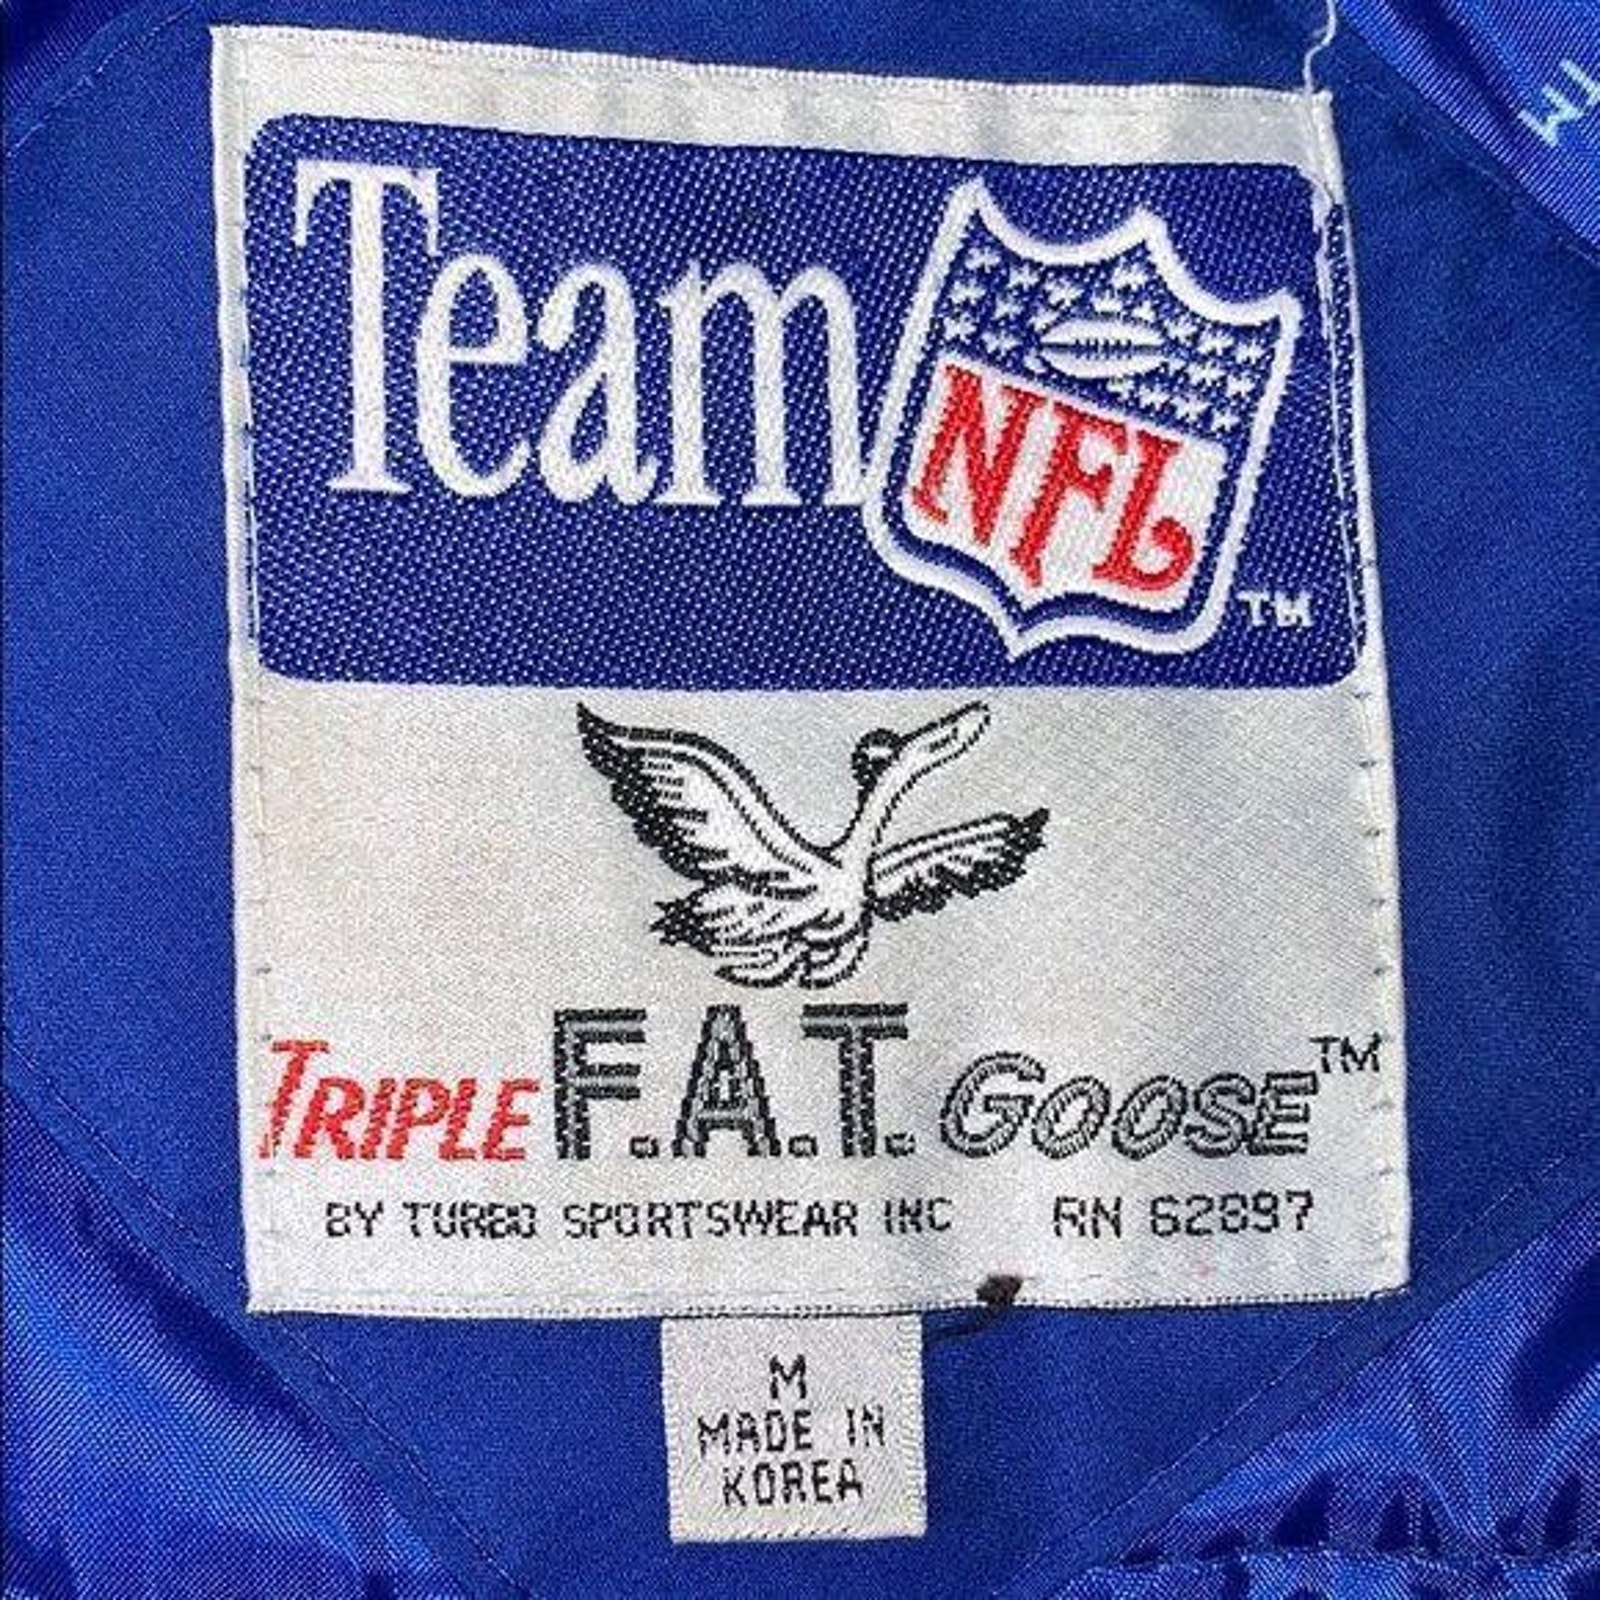 Team NFL TM
TRIPLE F.A.T. GOOSE TM
BY TURBO SPORTSWEAR INC RN 62897
M
MADE IN
KOREA